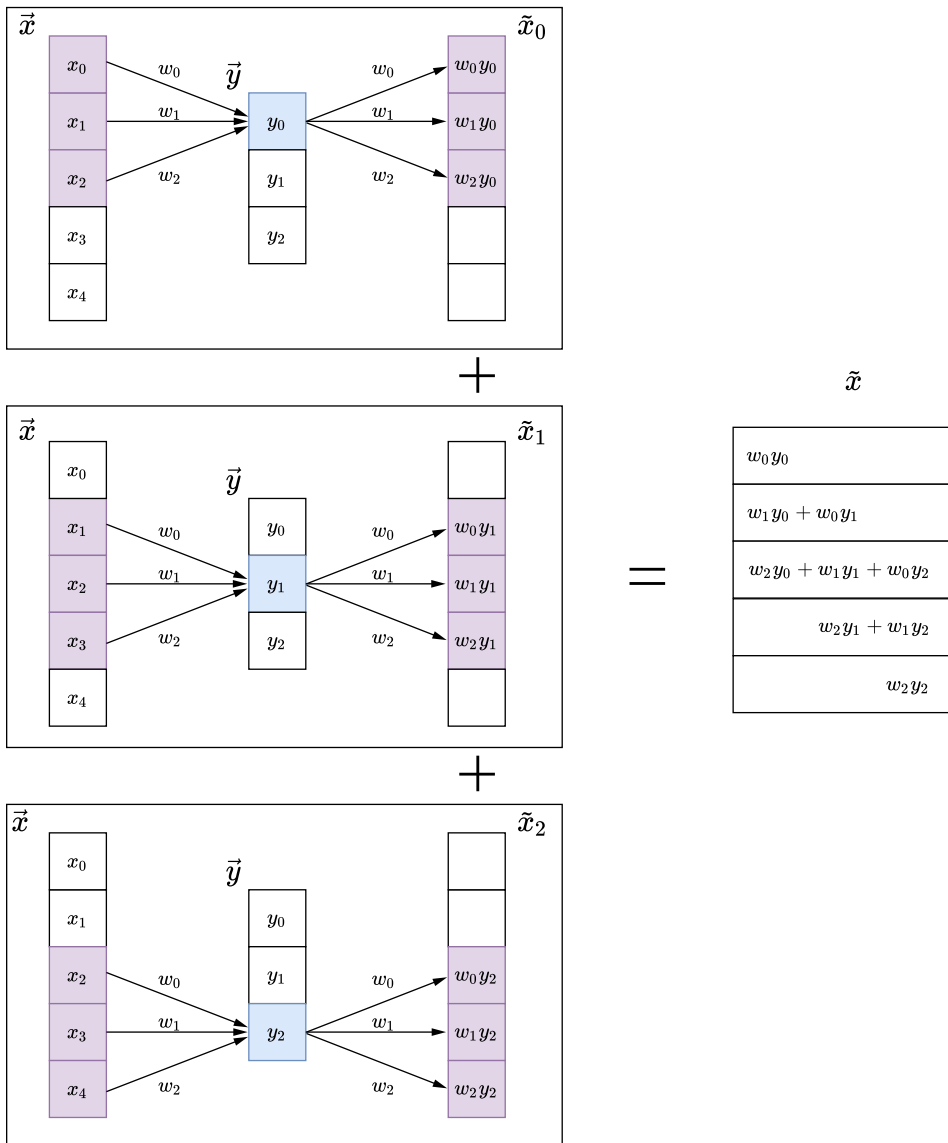 x⃗ x̃₀
x₀ w₀ w₀ w₀y₀
y⃗
x₁ w₁ y₀ w₁ w₁y₀
x₂ w₂ y₁ w₂ w₂y₀
x₃ y₂
x₄
+
x̃
x⃗ x̃₁
x₀
w₀y₀
y⃗
x₁ w₀ y₀ w₀ w₀y₁
w₁y₀ + w₀y₁
x₂ w₁ y₁ w₁ w₁y₁
= w₂y₀ + w₁y₁ + w₀y₂
x₃ w₂ y₂ w₂ w₂y₁
w₂y₁ + w₁y₂
x₄
w₂y₂
+
x⃗ x̃₂
x₀
y⃗
x₁ y₀
x₂ w₀ y₁ w₀ w₀y₂
x₃ w₁ y₂ w₁ w₁y₂
x₄ w₂ w₂ w₂y₂